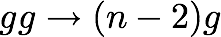 gg → (n − 2)g